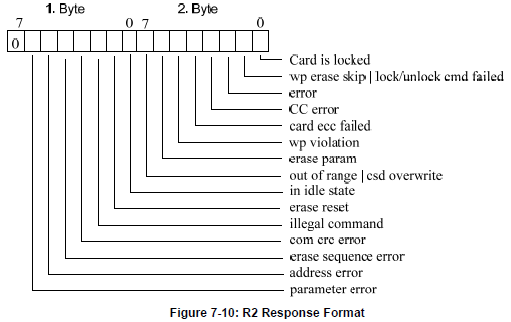 1. Byte 2. Byte
7 0 7 0
0
Card is locked
wp erase skip | lock/unlock cmd failed
error
CC error
card ecc failed
wp violation
erase param
out of range | csd overwrite
in idle state
erase reset
illegal command
com crc error
erase sequence error
address error
parameter error
Figure 7-10: R2 Response Format